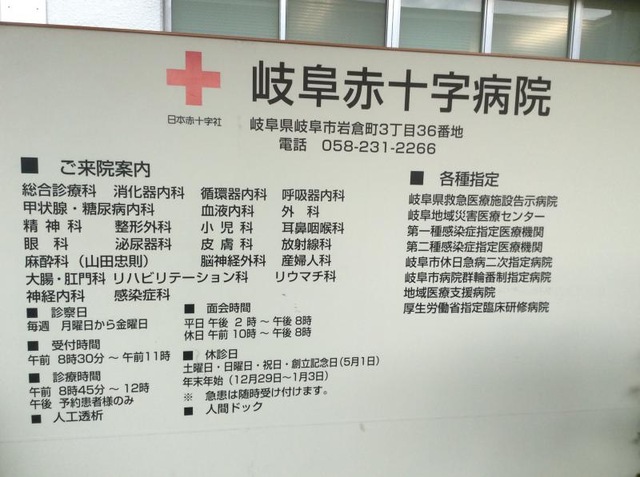 岐阜赤十字病院
日本赤十字社
岐阜県岐阜市岩倉町3丁目36番地
電話 058-231-2266
■ ご来院案内
総合診療科 消化器内科 循環器内科 呼吸器内科
甲状腺・糖尿病内科 血液内科 外科
精神科 整形外科 小児科 耳鼻咽喉科
眼科 泌尿器科 皮膚科 放射線科
麻酔科（山田忠則） 脳神経外科 産婦人科
大腸・肛門科 リハビリテーション科 リウマチ科
神経内科 感染症科
■ 診察日
毎週 月曜日から金曜日
■ 受付時間
午前 8時30分～午前11時
■ 診療時間
午前 8時45分～12時
午後 予約患者様のみ
■ 人工透析
■ 面会時間
平日 午後 2時～午後8時
休日 午前10時～午後8時
■ 休診日
土曜日・日曜日・祝日・創立記念日(5月1日)
年末年始（12月29日～1月3日）
※ 急患は随時受け付けます。
■ 人間ドック
■ 各種指定
岐阜県救急医療施設告示病院
岐阜地域災害医療センター
第一種感染症指定医療機関
第二種感染症指定医療機関
岐阜市休日急病二次指定病院
岐阜市病院群輪番制指定病院
地域医療支援病院
厚生労働省指定臨床研修病院